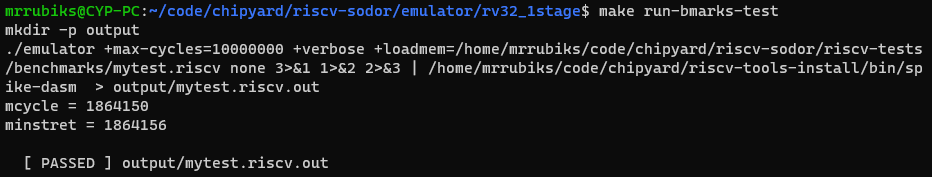 mrrubiks@CYP-PC:~/code/chipyard/riscv-sodor/emulator/rv32_1stage$ make run-bmarks-test
mkdir -p output
./emulator +max-cycles=10000000 +verbose +loadmem=/home/mrrubiks/code/chipyard/riscv-sodor/riscv-tests
/benchmarks/mytest.riscv none 3>&1 1>&2 2>&3 | /home/mrrubiks/code/chipyard/riscv-tools-install/bin/sp
ike-dasm  > output/mytest.riscv.out
mcycle = 1864150
minstret = 1864156
  [ PASSED ] output/mytest.riscv.out